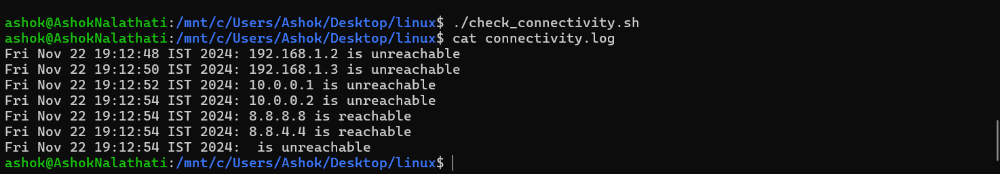 ashok@AshokNalathati:/mnt/c/Users/Ashok/Desktop/linux$ ./check_connectivity.sh
ashok@AshokNalathati:/mnt/c/Users/Ashok/Desktop/linux$ cat connectivity.log
Fri Nov 22 19:12:48 IST 2024: 192.168.1.2 is unreachable
Fri Nov 22 19:12:50 IST 2024: 192.168.1.3 is unreachable
Fri Nov 22 19:12:52 IST 2024: 10.0.0.1 is unreachable
Fri Nov 22 19:12:54 IST 2024: 10.0.0.2 is unreachable
Fri Nov 22 19:12:54 IST 2024: 8.8.8.8 is reachable
Fri Nov 22 19:12:54 IST 2024: 8.8.4.4 is reachable
Fri Nov 22 19:12:54 IST 2024:  is unreachable
ashok@AshokNalathati:/mnt/c/Users/Ashok/Desktop/linux$